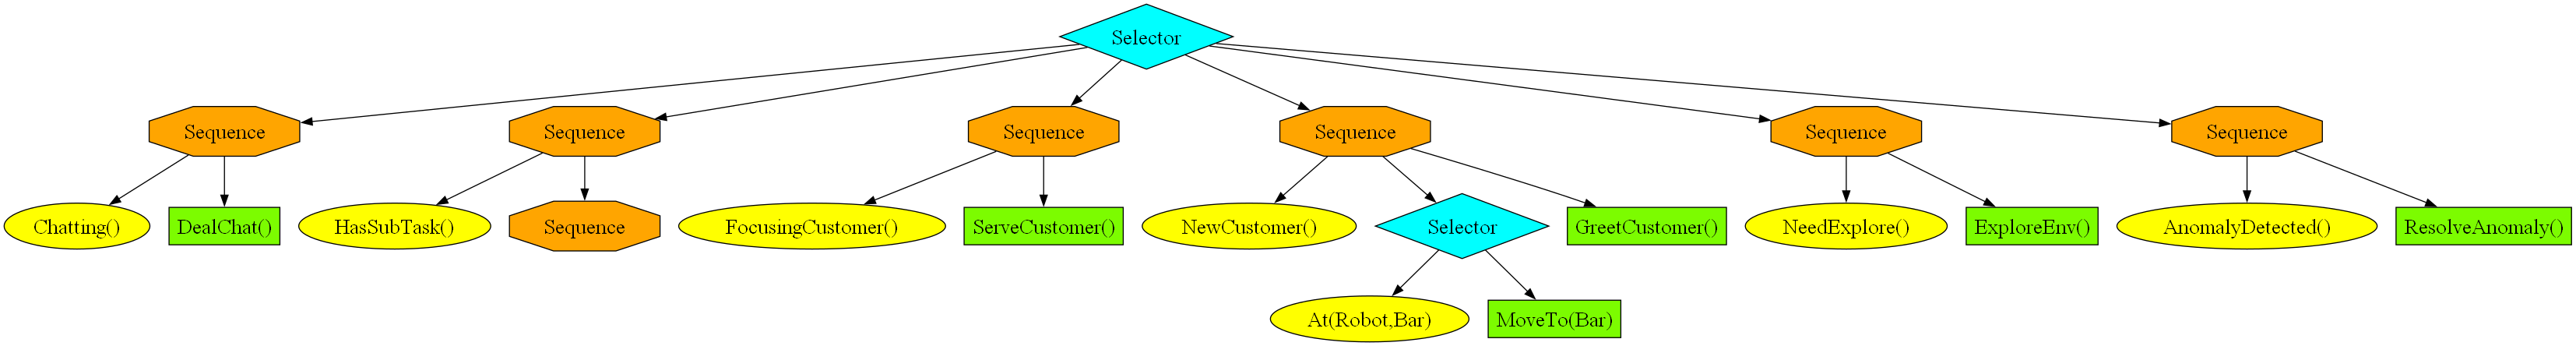 Selector
Sequence
Sequence
Sequence
Sequence
Sequence
Sequence
Chatting()
DealChat()
HasSubTask()
Sequence
FocusingCustomer()
ServeCustomer()
NewCustomer()
Selector
GreetCustomer()
NeedExplore()
ExploreEnv()
AnomalyDetected()
ResolveAnomaly()
At(Robot,Bar)
MoveTo(Bar)